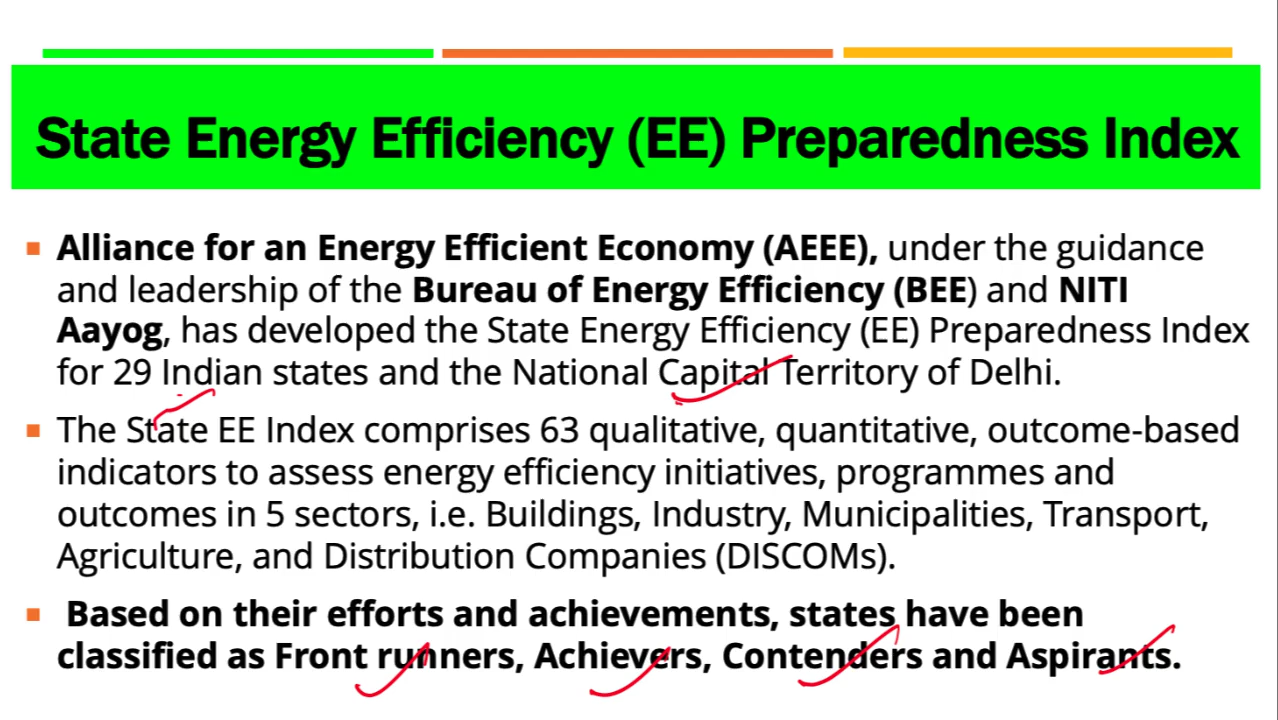 State Energy Efficiency (EE) Preparedness Index
Alliance for an Energy Efficient Economy (AEEE), under the guidance
and leadership of the Bureau of Energy Efficiency (BEE) and NITI
Aayog, has developed the State Energy Efficiency (EE) Preparedness Index
for 29 Indian states and the National Capital Territory of Delhi.
The State EE Index comprises 63 qualitative, quantitative, outcome-based
indicators to assess energy efficiency initiatives, programmes and
outcomes in 5 sectors, i.e. Buildings, Industry, Municipalities, Transport,
Agriculture, and Distribution Companies (DISCOMs).
Based on their efforts and achievements, states have been
classified as Front runners, Achievers, Contenders and Aspirants.